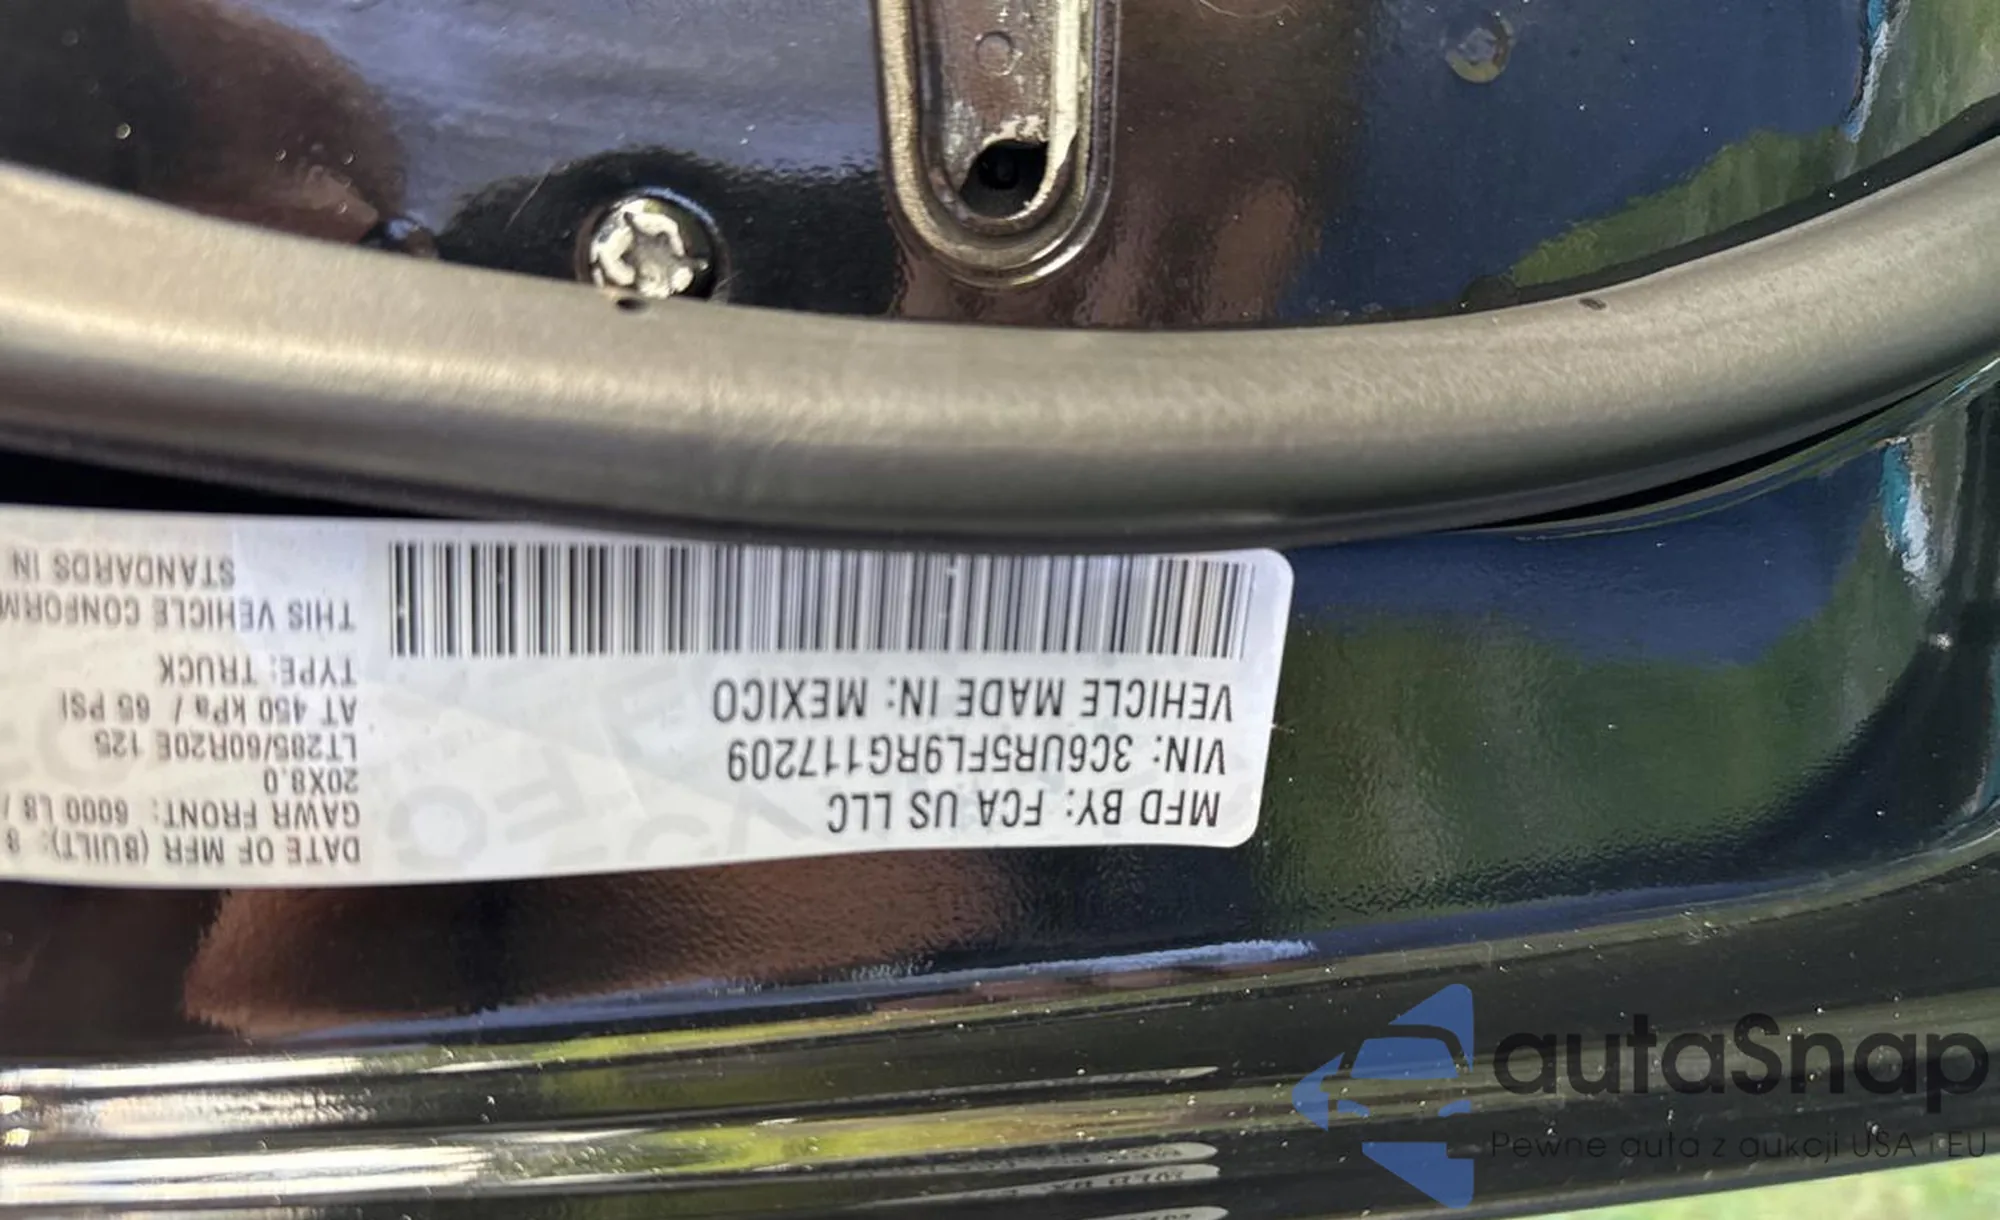 MFD BY: FCA US LLC
VIN: 3C6UR5FL9RG117209
VEHICLE MADE IN: MEXICO
DATE OF MFR (BUILT):
GAWR FRONT: 6000 LB /
20X8.0
LT285/60R20E 125
AT 450 kPa / 65 PSI
TYPE: TRUCK
THIS VEHICLE CONFORM
STANDARDS IN
autaSnap
Pewne auta z aukcji USA i EU